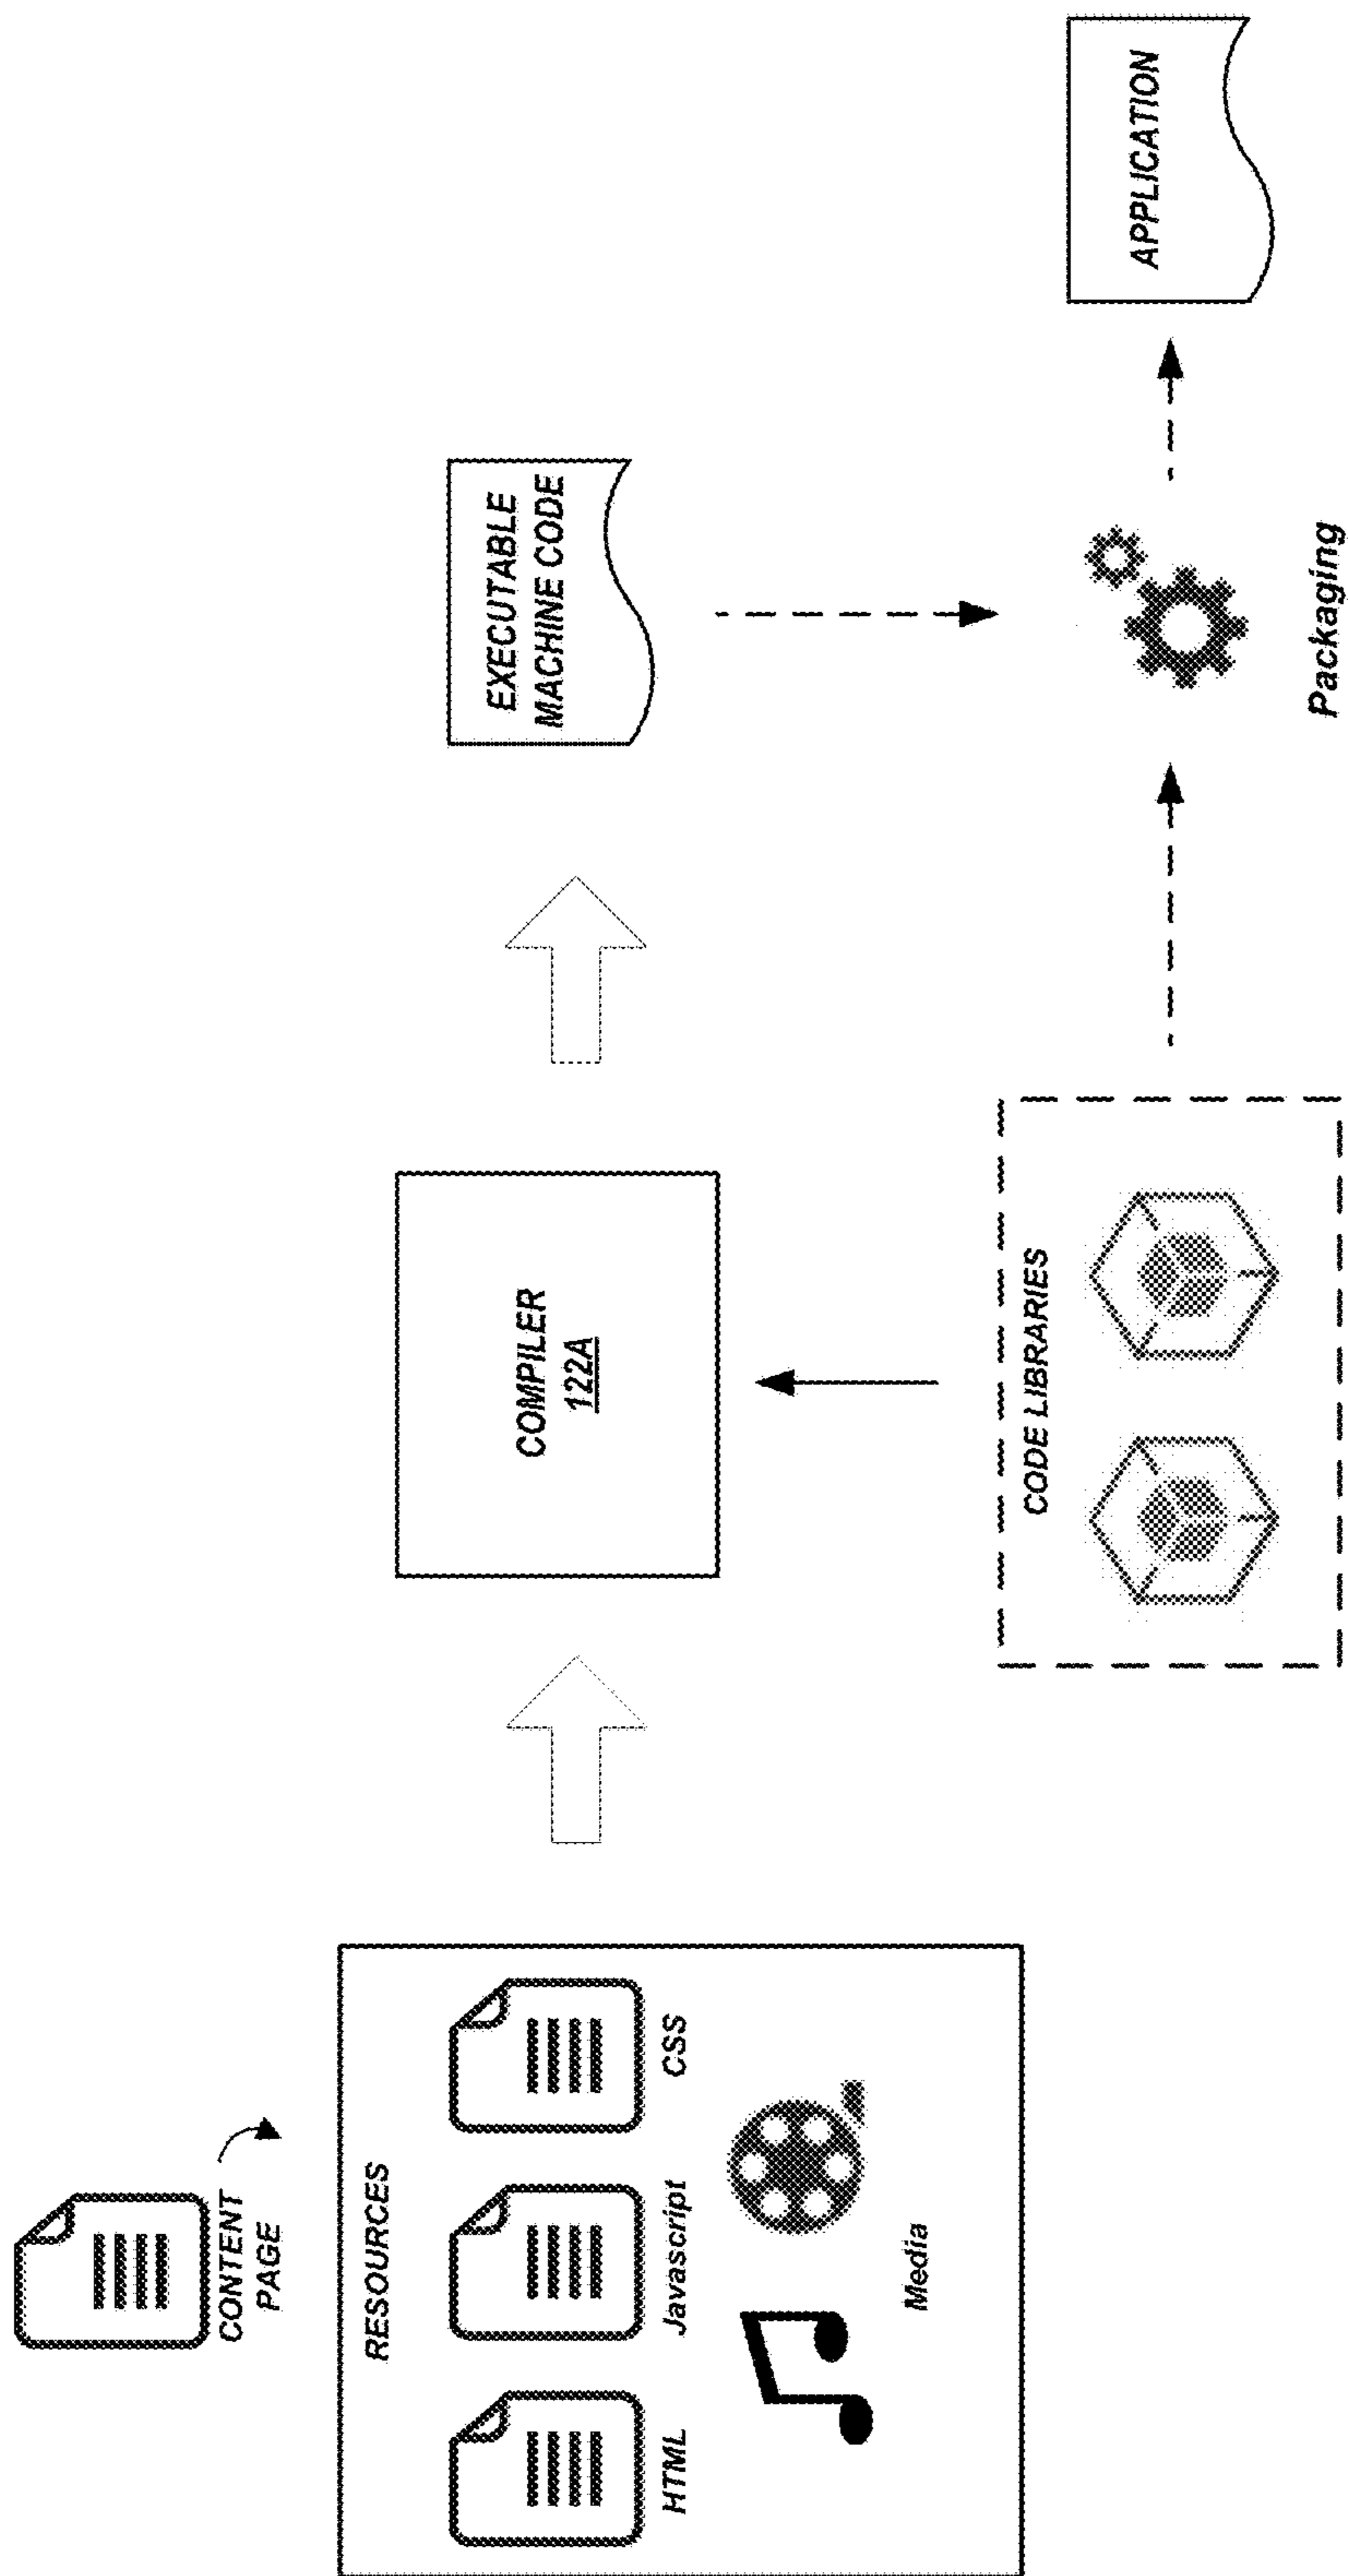 CONTENT
PAGE
RESOURCES
HTML
Javascript
CSS
Media
COMPILER
122A
CODE LIBRARIES
EXECUTABLE
MACHINE CODE
Packaging
APPLICATION